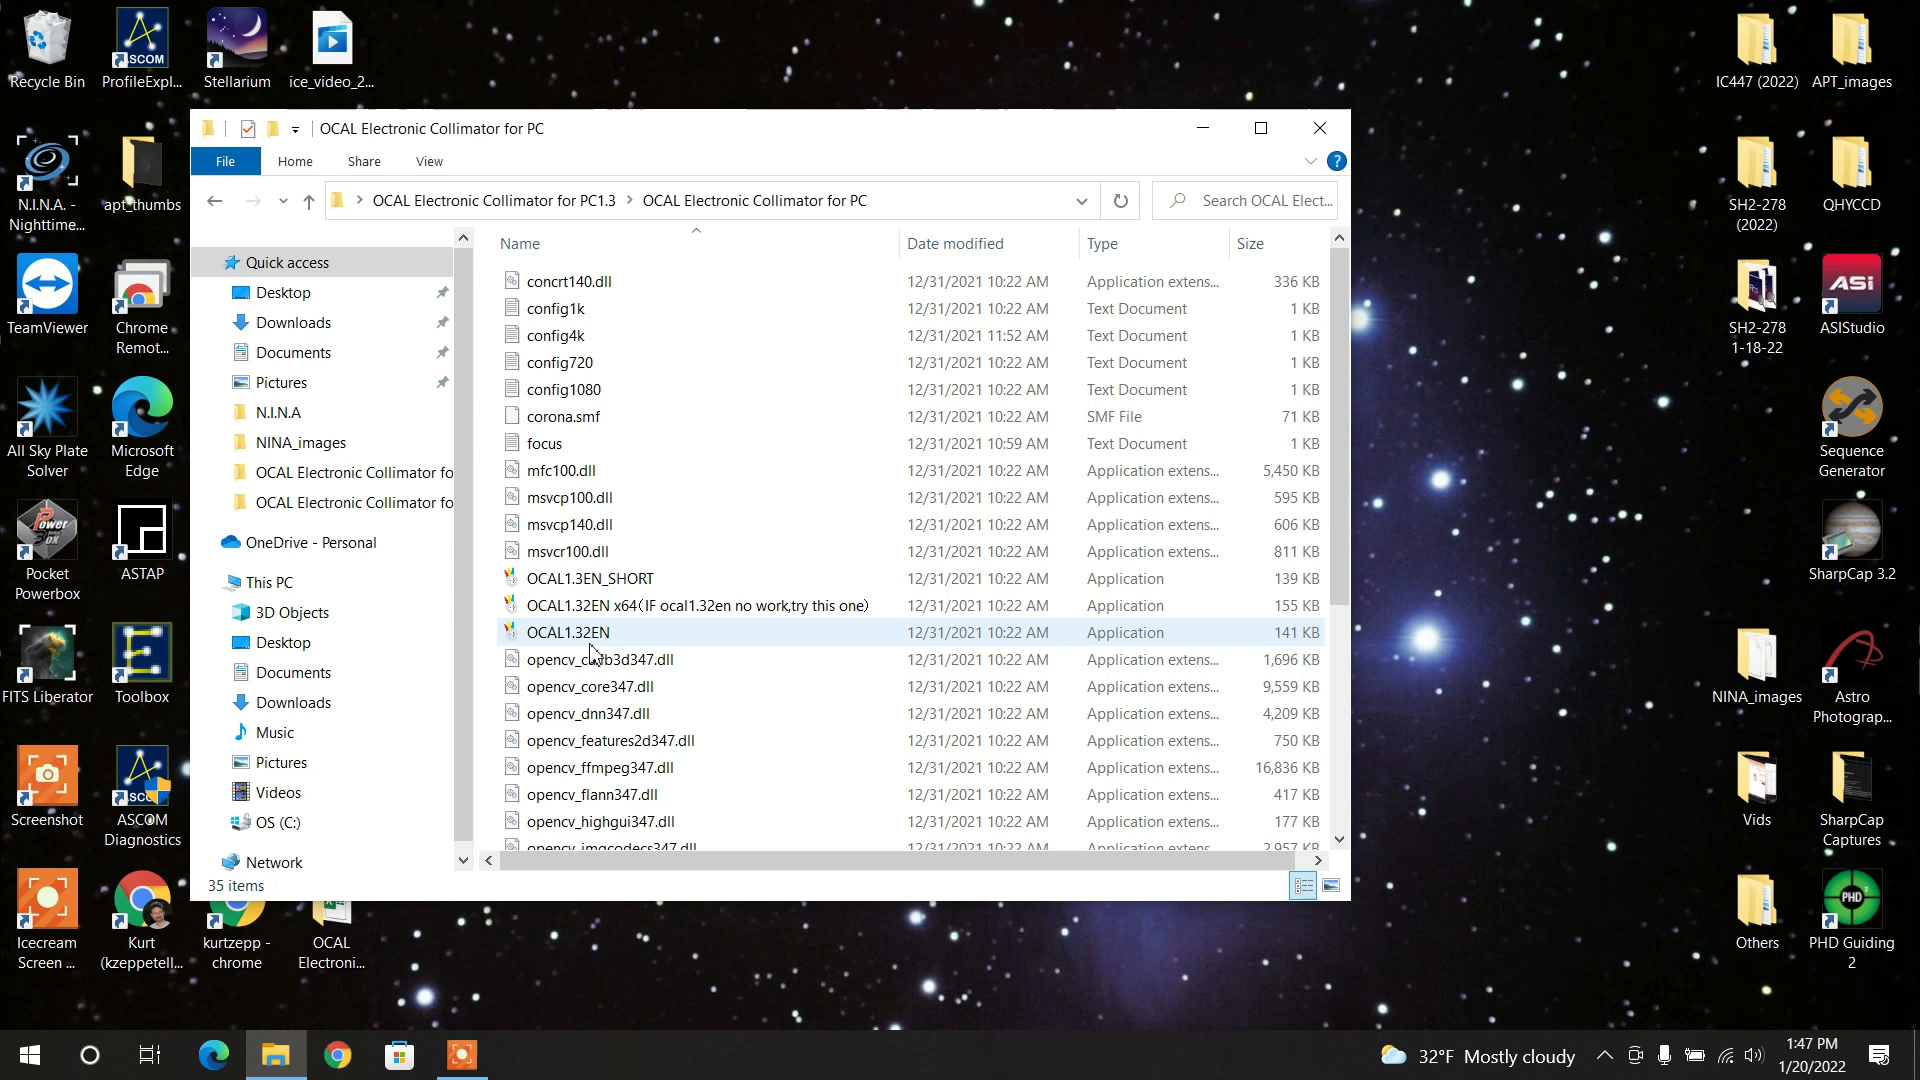 Recycle Bin
ProfileExpl...
Stellarium
ice_video_2...
IC447 (2022)
APT_images
N.I.N.A. -
Nighttime...
apt_thumbs
SH2-278
(2022)
QHYCCD
TeamViewer
Chrome
Remot...
SH2-278
1-18-22
ASi
ASIStudio
All Sky Plate
Solver
Microsoft
Edge
Sequence
Generator
Pocket
Powerbox
ASTAP
SharpCap 3.2
FITS Liberator
Toolbox
NINA_images
Astro
Photograp...
Screenshot
ASCOM
Diagnostics
Vids
SharpCap
Captures
Icecream
Screen ...
Kurt
(kzeppetell...
kurtzepp -
chrome
OCAL
Electroni...
Others
PHD
PHD Guiding
2
OCAL Electronic Collimator for PC
File
Home
Share
View
OCAL Electronic Collimator for PC1.3 > OCAL Electronic Collimator for PC
Search OCAL Elect...
Quick access
Desktop
Downloads
Documents
Pictures
N.I.N.A
NINA_images
OCAL Electronic Collimator fo
OCAL Electronic Collimator fo
OneDrive - Personal
This PC
3D Objects
Desktop
Documents
Downloads
Music
Pictures
Videos
OS (C:)
Network
Name Date modified Type Size
concrt140.dll 12/31/2021 10:22 AM Application extens... 336 KB
config1k 12/31/2021 10:22 AM Text Document 1 KB
config4k 12/31/2021 11:52 AM Text Document 1 KB
config720 12/31/2021 10:22 AM Text Document 1 KB
config1080 12/31/2021 10:22 AM Text Document 1 KB
corona.smf 12/31/2021 10:22 AM SMF File 71 KB
focus 12/31/2021 10:59 AM Text Document 1 KB
mfc100.dll 12/31/2021 10:22 AM Application extens... 5,450 KB
msvcp100.dll 12/31/2021 10:22 AM Application extens... 595 KB
msvcp140.dll 12/31/2021 10:22 AM Application extens... 606 KB
msvcr100.dll 12/31/2021 10:22 AM Application extens... 811 KB
OCAL1.3EN_SHORT 12/31/2021 10:22 AM Application 139 KB
OCAL1.32EN x64(IF ocal1.32en no work,try this one) 12/31/2021 10:22 AM Application 155 KB
OCAL1.32EN 12/31/2021 10:22 AM Application 141 KB
opencv_calib3d347.dll 12/31/2021 10:22 AM Application extens... 1,696 KB
opencv_core347.dll 12/31/2021 10:22 AM Application extens... 9,559 KB
opencv_dnn347.dll 12/31/2021 10:22 AM Application extens... 4,209 KB
opencv_features2d347.dll 12/31/2021 10:22 AM Application extens... 750 KB
opencv_ffmpeg347.dll 12/31/2021 10:22 AM Application extens... 16,836 KB
opencv_flann347.dll 12/31/2021 10:22 AM Application extens... 417 KB
opencv_highgui347.dll 12/31/2021 10:22 AM Application extens... 177 KB
opencv_imgcodecs347.dll 12/31/2021 10:22 AM Application extens... 2,957 KB
35 items
32°F Mostly cloudy
1:47 PM
1/20/2022